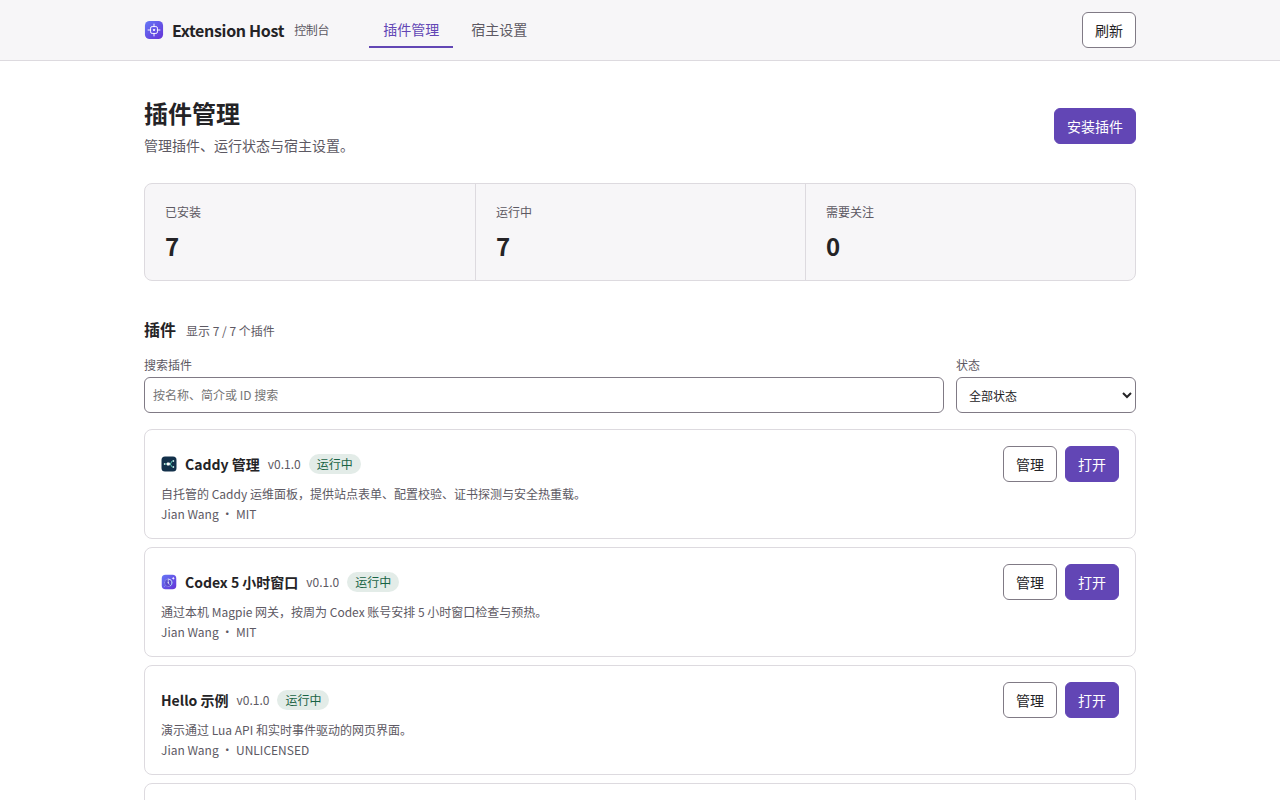 Extension Host 控制台 插件管理 宿主设置 刷新
插件管理
管理插件、运行状态与宿主设置。
安装插件
已安装 运行中 需要关注
7 7 0
插件 显示 7 / 7 个插件
搜索插件 状态
按名称、简介或 ID 搜索 全部状态
Caddy 管理 v0.1.0 运行中 管理 打开
自托管的 Caddy 运维面板，提供站点表单、配置校验、证书探测与安全热重载。
Jian Wang · MIT
Codex 5 小时窗口 v0.1.0 运行中 管理 打开
通过本机 Magpie 网关，按周为 Codex 账号安排 5 小时窗口检查与预热。
Jian Wang · MIT
Hello 示例 v0.1.0 运行中 管理 打开
演示通过 Lua API 和实时事件驱动的网页界面。
Jian Wang · UNLICENSED